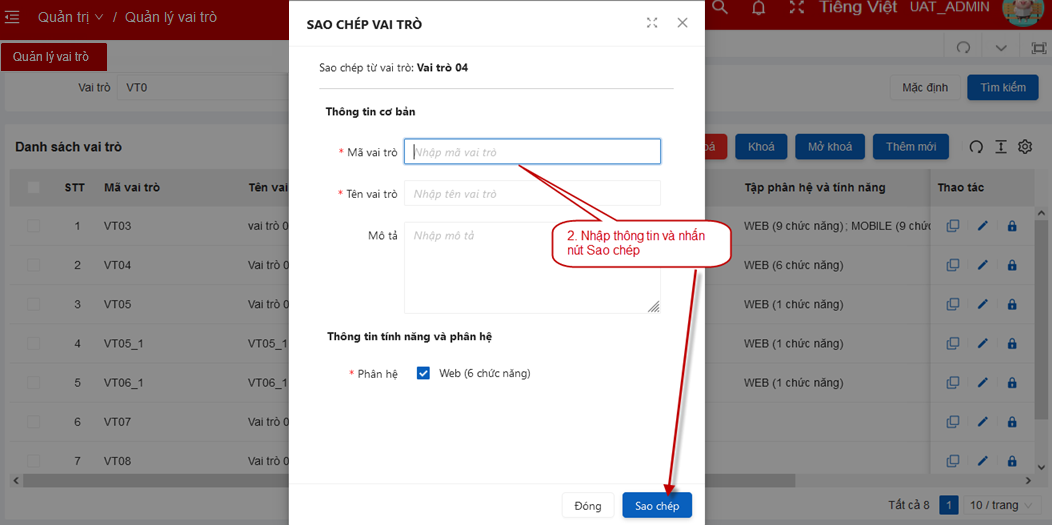 Quản trị / Quản lý vai trò
Tiếng Việt UAT_ADMIN
Quản lý vai trò
SAO CHÉP VAI TRÒ
Vai trò VT0
Mặc định Tìm kiếm
Sao chép từ vai trò: Vai trò 04
Thông tin cơ bản
Danh sách vai trò
Khoá Mở khoá Thêm mới
* Mã vai trò Nhập mã vai trò
* Tên vai trò Nhập tên vai trò
Mô tả Nhập mô tả
2. Nhập thông tin và nhấn
nút Sao chép
Thông tin tính năng và phân hệ
* Phân hệ Web (6 chức năng)
Đóng Sao chép
STT Mã vai trò Tên vai Tập phân hệ và tính năng Thao tác
1 VT03 vai trò 0 WEB (9 chức năng); MOBILE (9 chức
2 VT04 Vai trò 0 WEB (6 chức năng)
3 VT05 Vai trò 0 WEB (1 chức năng)
4 VT05_1 VT05_1 WEB (1 chức năng)
5 VT06_1 VT06_1 WEB (1 chức năng)
6 VT07 Vai trò 0
7 VT08 Vai trò 0
Tất cả 8 1 10 / trang